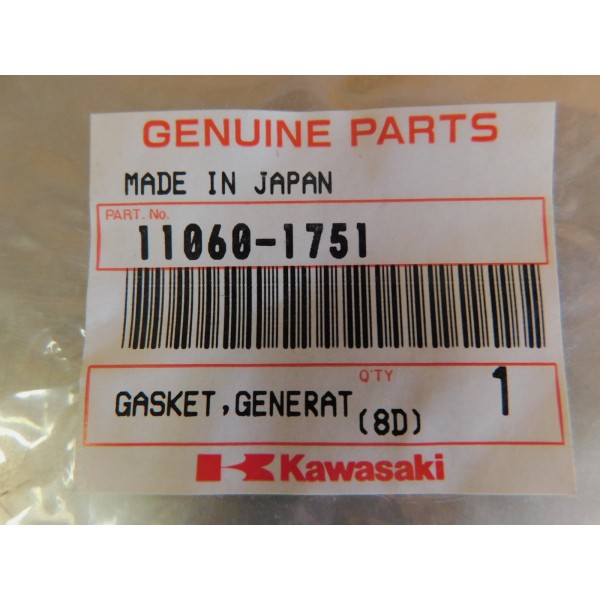 GENUINE PARTS
MADE IN JAPAN
PART. No.
11060-1751
Q'TY
GASKET,GENERAT (8D) 1
Kawasaki